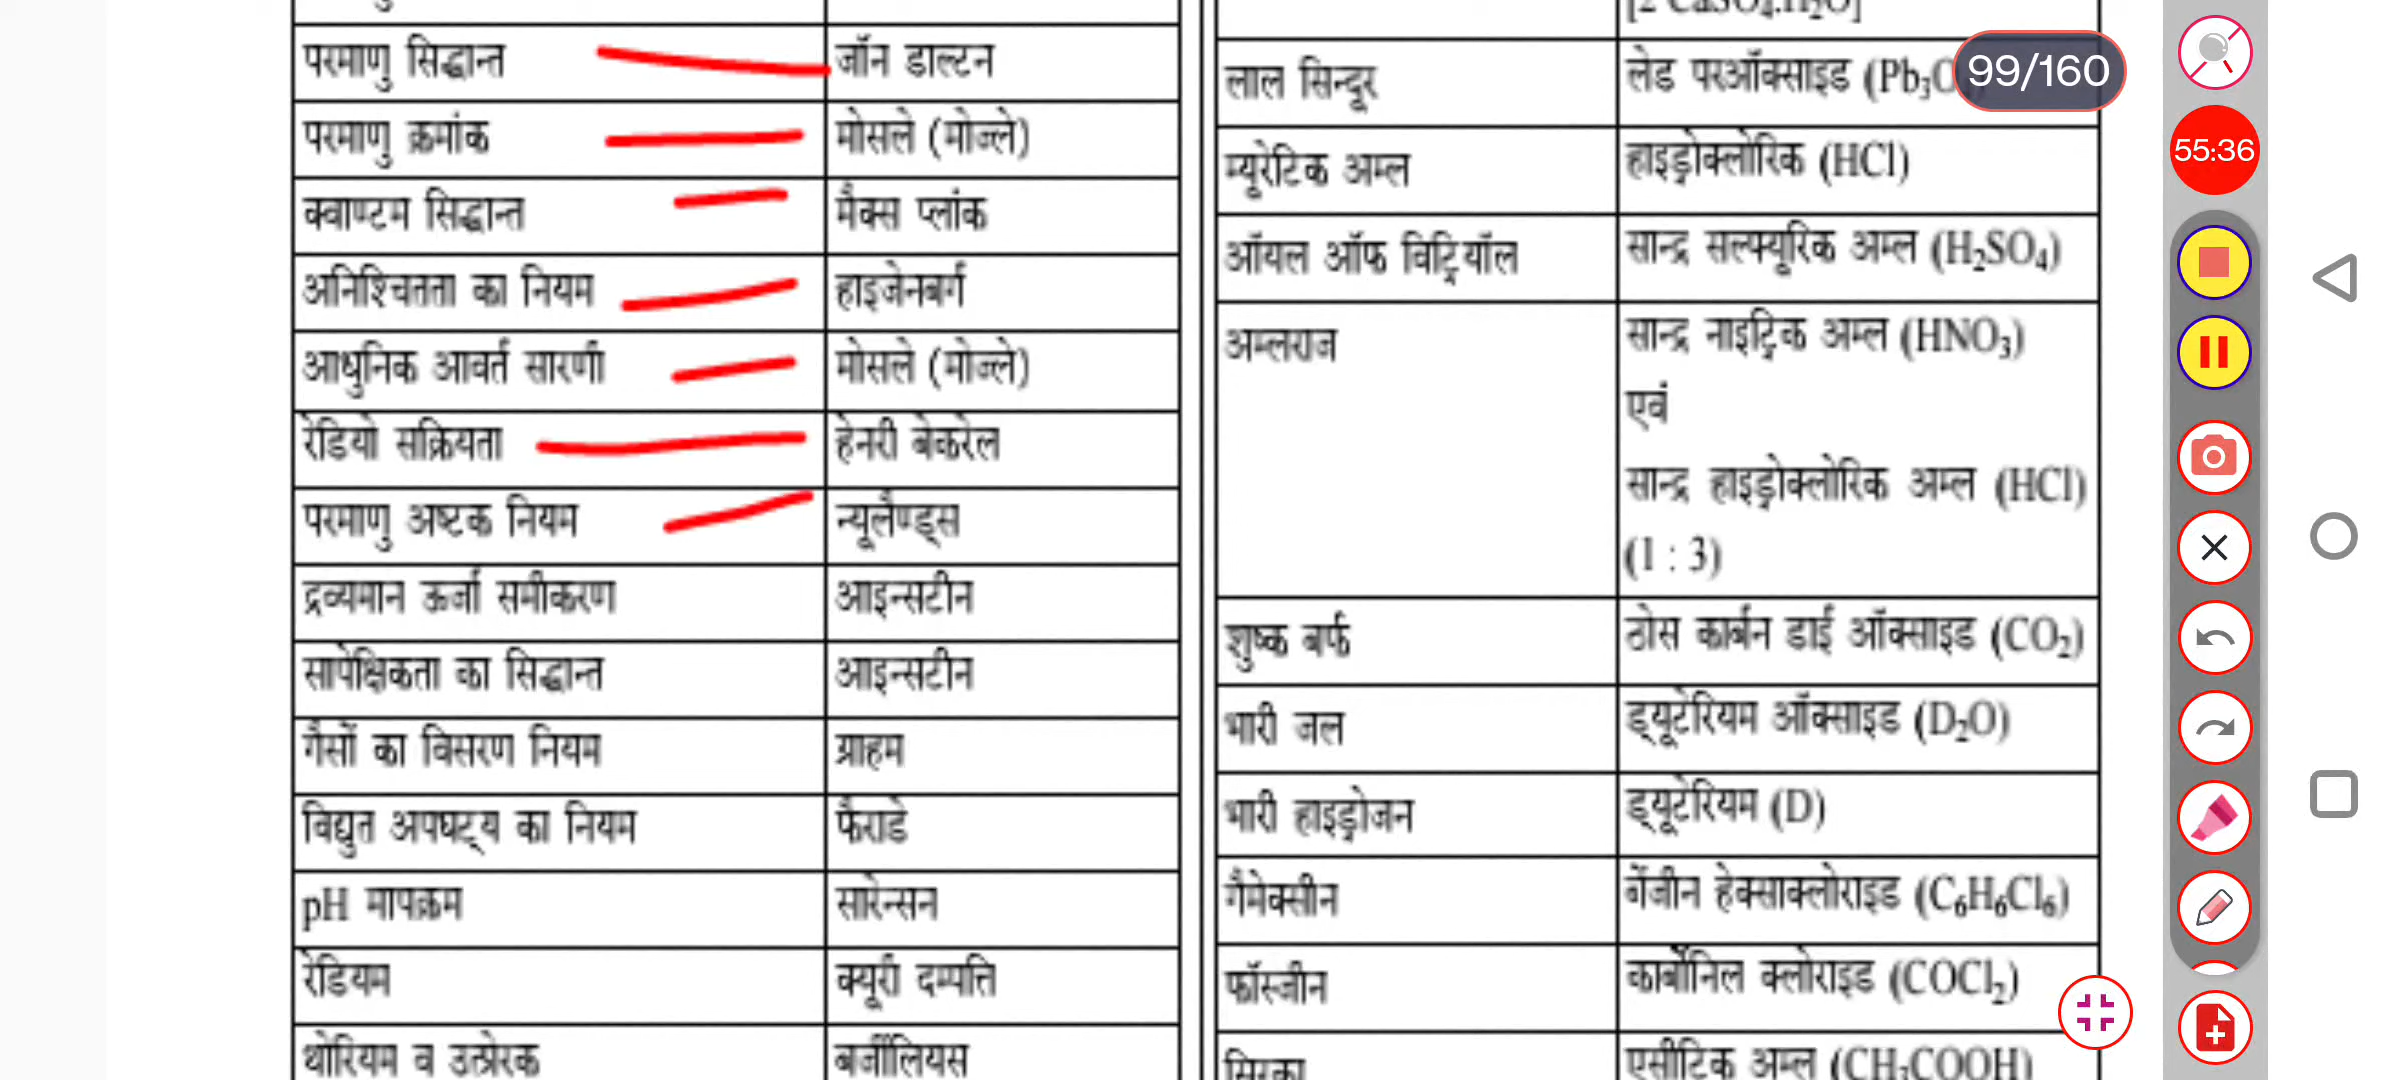 परमाणु सिद्धान्त जॉन डाल्टन
परमाणु क्रमांक मोसले (मोज्ले)
क्वाण्टम सिद्धान्त मैक्स प्लांक
अनिश्चितता का नियम हाइजेनबर्ग
आधुनिक आवर्त सारणी मोसले (मोज्ले)
रेडियो सक्रियता हेनरी बेकरेल
परमाणु अष्टक नियम न्यूलैण्ड्स
द्रव्यमान ऊर्जा समीकरण आइन्सटीन
सापेक्षिकता का सिद्धान्त आइन्सटीन
गैसों का विसरण नियम ग्राहम
विद्युत अपघट्य का नियम फैराडे
pH मापक्रम सारेन्सन
रेडियम क्यूरी दम्पत्ति
थोरियम व उत्प्रेरक बर्जीलियस
[2 CaSO₄.H₂O]
लाल सिन्दूर लेड परऑक्साइड (Pb₃O
म्यूरेटिक अम्ल हाइड्रोक्लोरिक (HCl)
ऑयल ऑफ विट्रियॉल सान्द्र सल्फ्यूरिक अम्ल (H₂SO₄)
अम्लराज सान्द्र नाइट्रिक अम्ल (HNO₃)
एवं
सान्द्र हाइड्रोक्लोरिक अम्ल (HCl)
(1 : 3)
शुष्क बर्फ ठोस कार्बन डाई ऑक्साइड (CO₂)
भारी जल ड्यूटेरियम ऑक्साइड (D₂O)
भारी हाइड्रोजन ड्यूटेरियम (D)
गैमेक्सीन बेंजीन हेक्साक्लोराइड (C₆H₆Cl₆)
फॉस्जीन कार्बोनिल क्लोराइड (COCl₂)
सिरका एसीटिक अम्ल (CH₃COOH)
99/160
55:36